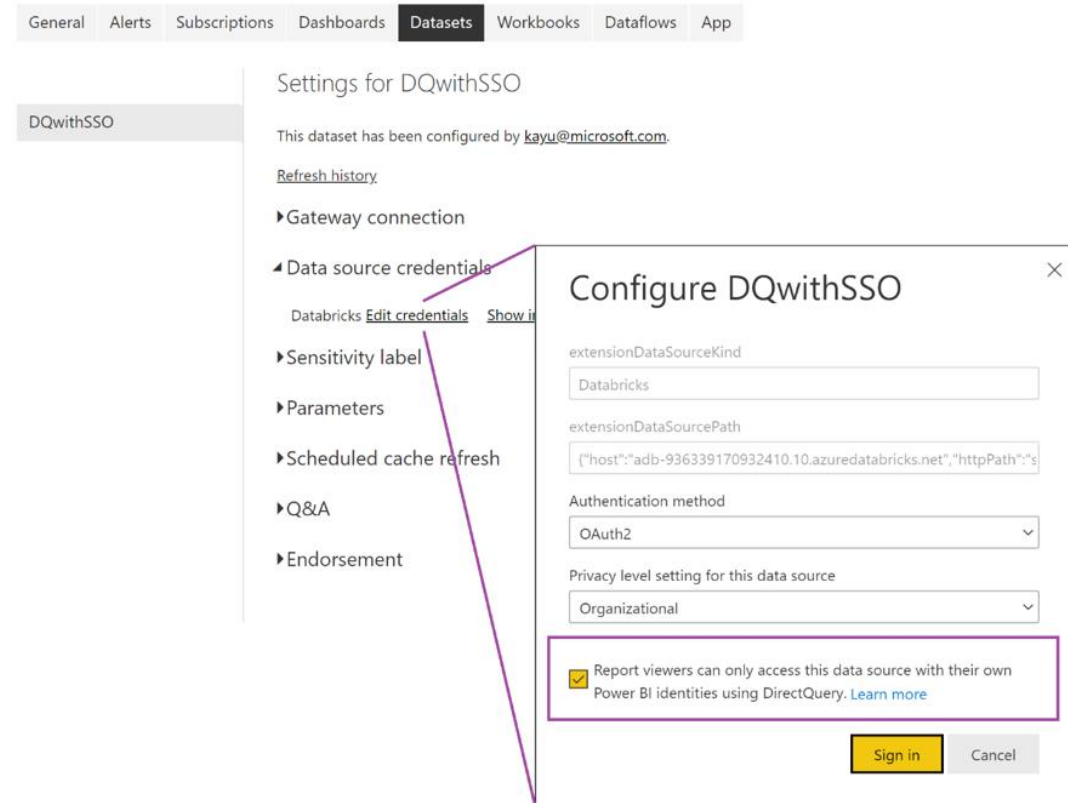 General Alerts Subscriptions Dashboards Datasets Workbooks Dataflows App
Settings for DQwithSSO
DQwithSSO
This dataset has been configured by kayu@microsoft.com.
Refresh history
Gateway connection
Data source credentials
Databricks Edit credentials Show
Sensitivity label
Parameters
Scheduled cache refresh
Q&A
Endorsement
Configure DQwithSSO
extensionDataSourceKind
Databricks
extensionDataSourcePath
{"host":"adb-936339170932410.10.azuredatabricks.net","httpPath":"s
Authentication method
OAuth2
Privacy level setting for this data source
Organizational
Report viewers can only access this data source with their own
Power BI identities using DirectQuery. Learn more
Sign in Cancel